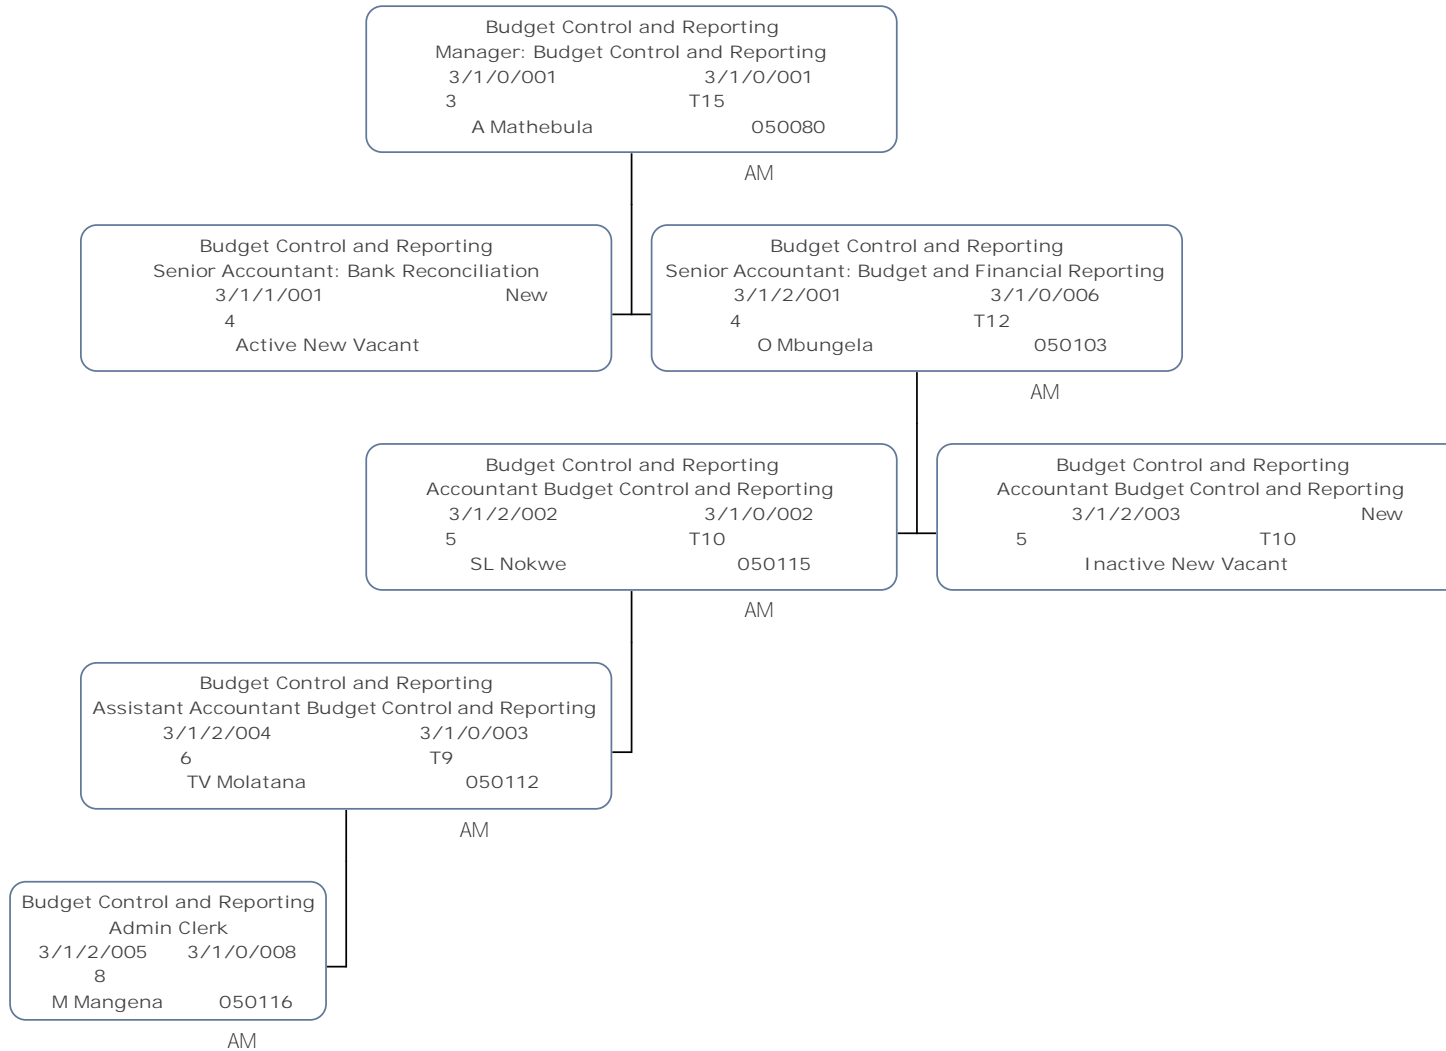 Budget Control and Reporting
Manager: Budget Control and Reporting
3/1/0/001 3/1/0/001
3 T15
A Mathebula 050080
AM
Budget Control and Reporting
Senior Accountant: Bank Reconciliation
3/1/1/001 New
4
Active New Vacant
Budget Control and Reporting
Senior Accountant: Budget and Financial Reporting
3/1/2/001 3/1/0/006
4 T12
O Mbungela 050103
AM
Budget Control and Reporting
Accountant Budget Control and Reporting
3/1/2/002 3/1/0/002
5 T10
SL Nokwe 050115
AM
Budget Control and Reporting
Accountant Budget Control and Reporting
3/1/2/003 New
5 T10
Inactive New Vacant
Budget Control and Reporting
Assistant Accountant Budget Control and Reporting
3/1/2/004 3/1/0/003
6 T9
TV Molatana 050112
AM
Budget Control and Reporting
Admin Clerk
3/1/2/005 3/1/0/008
8
M Mangena 050116
AM